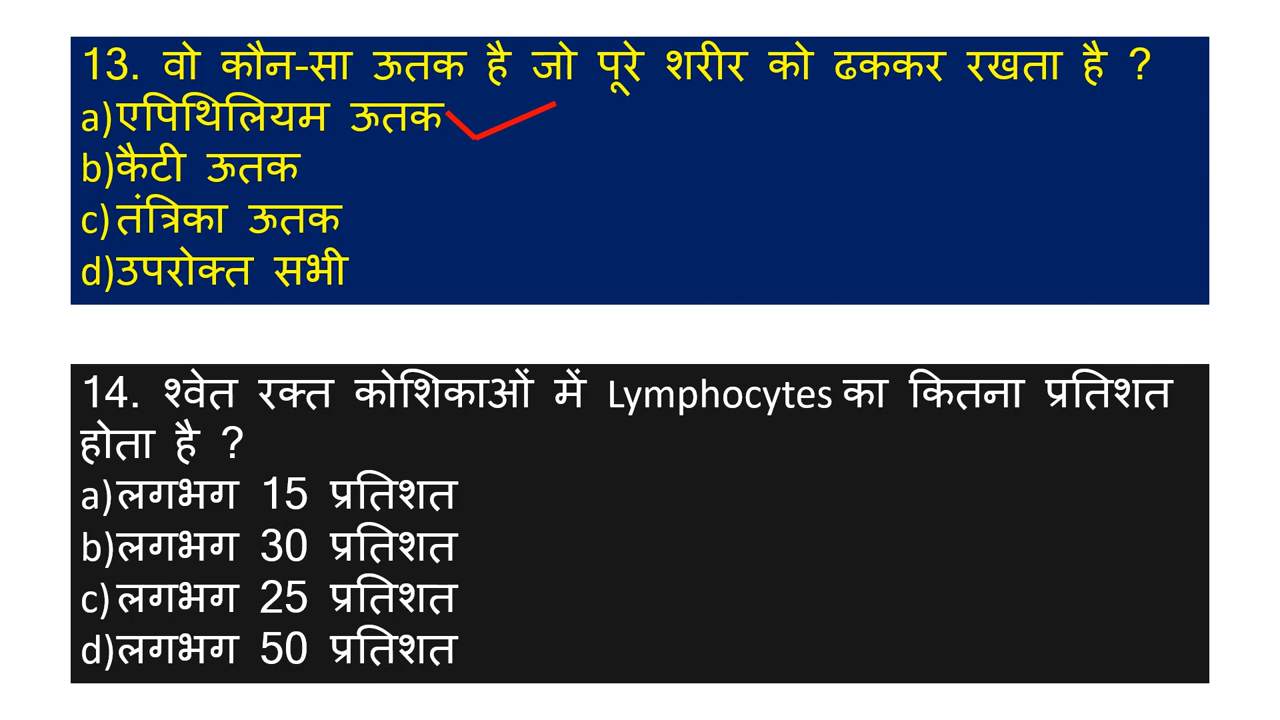 13. वो कौन-सा ऊतक है जो पूरे शरीर को ढककर रखता है ?
a)एपिथिलियम ऊतक
b)कैटी ऊतक
c)तंत्रिका ऊतक
d)उपरोक्त सभी
14. श्वेत रक्त कोशिकाओं में Lymphocytes का कितना प्रतिशत
होता है ?
a)लगभग 15 प्रतिशत
b)लगभग 30 प्रतिशत
c)लगभग 25 प्रतिशत
d)लगभग 50 प्रतिशत